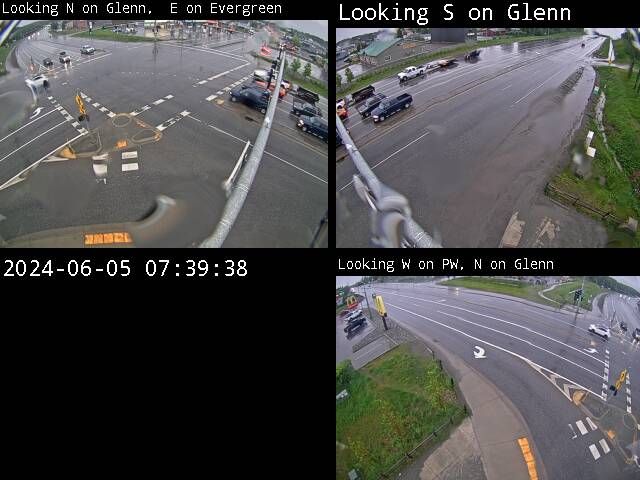 Looking N on Glenn,  E on Evergreen
Looking S on Glenn
2024-06-05 07:39:38
Looking W on PW, N on Glenn